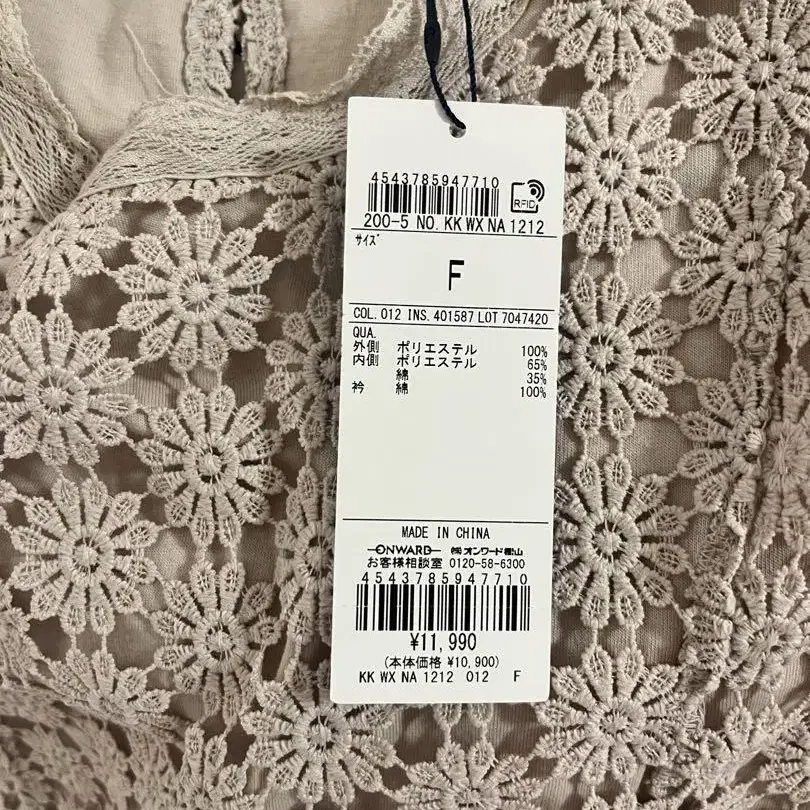 4543785947710
RFID
200-5 NO. KK WX NA 1212
ｻｲｽﾞ
F
COL. 012 INS. 401587 LOT 7047420
QUA.
外側 ポリエステル 100%
内側 ポリエステル 65%
綿 35%
衿 綿 100%
MADE IN CHINA
ONWARD ㈱オンワード樫山
お客様相談室 0120-58-6300
4543785947710
¥11,990
(本体価格 ¥10,900)
KK WX NA 1212 012 F